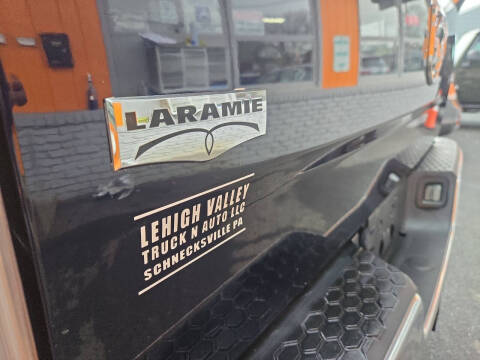 LARAMIE
LEHIGH VALLEY
TRUCK N AUTO LLC
SCHNECKSVILLE PA